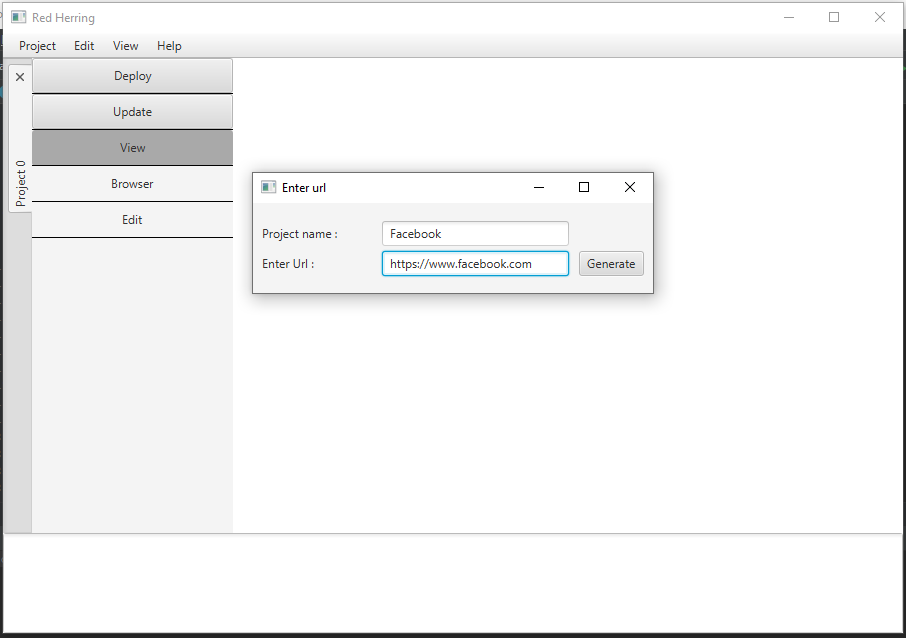 Red Herring
Project Edit View Help
Project 0
Deploy
Update
View
Browser
Edit
Enter url
Project name : Facebook
Enter Url : https://www.facebook.com Generate